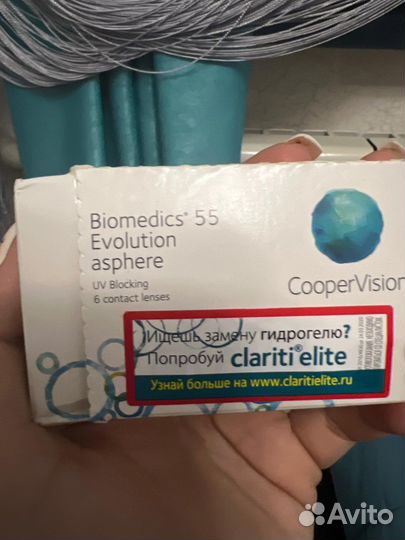 Biomedics® 55
Evolution
asphere
UV Blocking
6 contact lenses
CooperVision
Ищешь замену гидрогелю?
Попробуй clariti® elite
Узнай больше на www.claritielite.ru
Avito